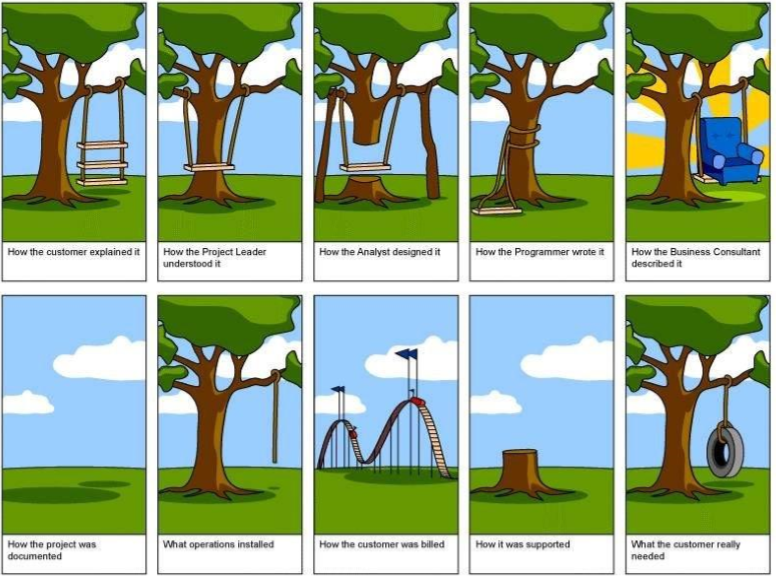 How the customer explained it
How the Project Leader
understood it
How the Analyst designed it
How the Programmer wrote it
How the Business Consultant
described it
How the project was
documented
What operations installed
How the customer was billed
How it was supported
What the customer really
needed